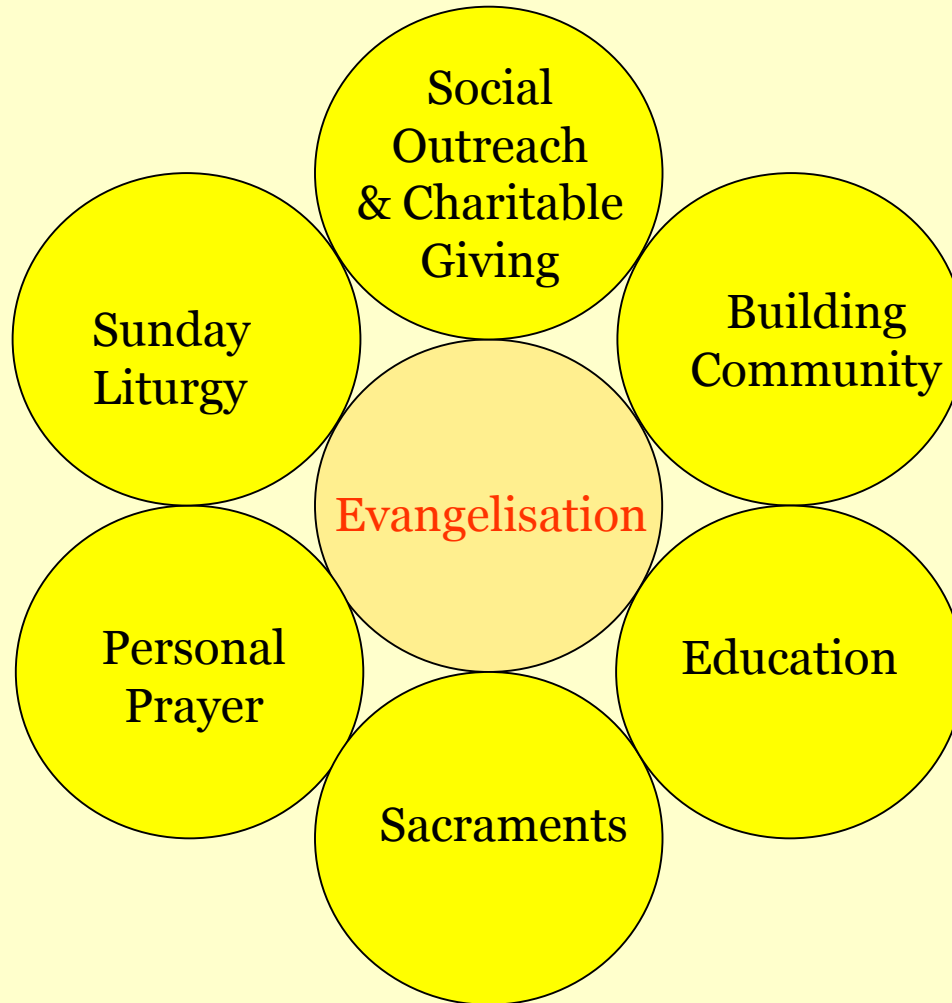 Social
Outreach
& Charitable
Giving
Sunday
Liturgy
Building
Community
Evangelisation
Personal
Prayer
Education
Sacraments